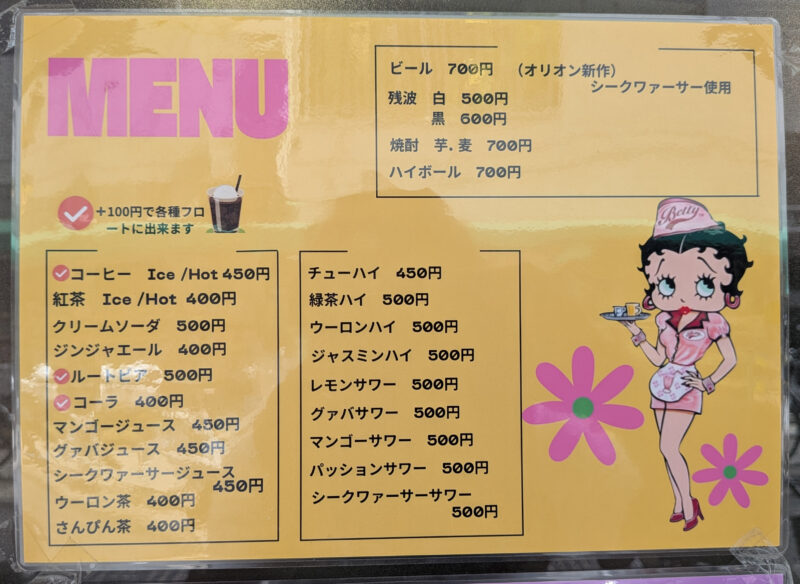 MENU
ビール 700円 (オリオン新作)
シークワァーサー使用
残波 白 500円
黒 600円
焼酎 芋.麦 700円
ハイボール 700円
+100円で各種フロ
ートに出来ます
コーヒー Ice /Hot 450円
紅茶 Ice /Hot 400円
クリームソーダ 500円
ジンジャエール 400円
ルートビア 500円
コーラ 400円
マンゴージュース 450円
グァバジュース 450円
シークワァーサージュース
450円
ウーロン茶 400円
さんぴん茶 400円
チューハイ 450円
緑茶ハイ 500円
ウーロンハイ 500円
ジャスミンハイ 500円
レモンサワー 500円
グァバサワー 500円
マンゴーサワー 500円
パッションサワー 500円
シークワァーサーサワー
500円
Betty